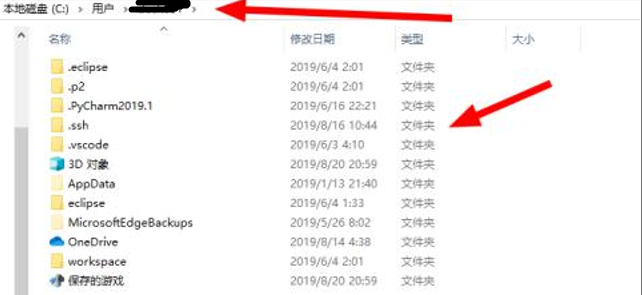 本地磁盘 (C:) › 用户 › ›
名称 修改日期 类型 大小
.eclipse 2019/6/4 2:01 文件夹
.p2 2019/6/4 2:01 文件夹
.PyCharm2019.1 2019/6/16 22:21 文件夹
.ssh 2019/8/16 10:44 文件夹
.vscode 2019/6/3 4:10 文件夹
3D 对象 2019/8/20 20:59 文件夹
AppData 2019/1/13 21:40 文件夹
eclipse 2019/6/4 1:33 文件夹
MicrosoftEdgeBackups 2019/5/26 8:02 文件夹
OneDrive 2019/8/14 4:38 文件夹
workspace 2019/6/4 2:01 文件夹
保存的游戏 2019/8/20 20:59 文件夹